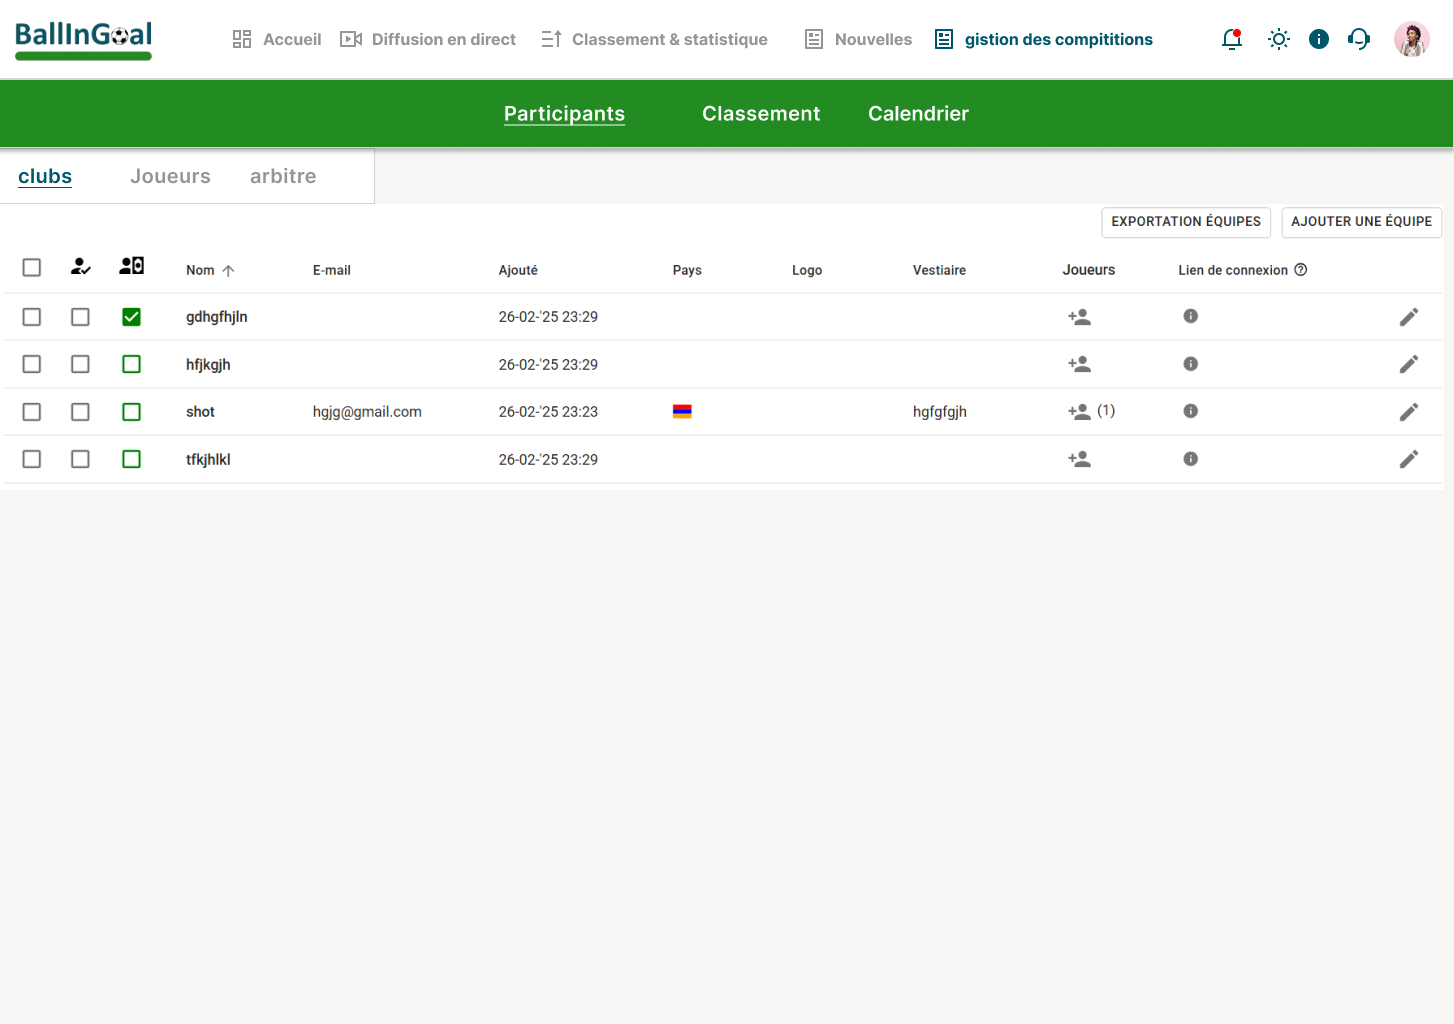 BallInGoal
Accueil Diffusion en direct Classement & statistique Nouvelles gistion des compititions
Participants Classement Calendrier
clubs Joueurs arbitre
EXPORTATION ÉQUIPES AJOUTER UNE ÉQUIPE
Nom E-mail Ajouté Pays Logo Vestiaire Joueurs Lien de connexion
gdhgfhjln 26-02-'25 23:29
hfjkgjh 26-02-'25 23:29
shot hgjg@gmail.com 26-02-'25 23:23 hgfgfgjh (1)
tfkjhlkl 26-02-'25 23:29